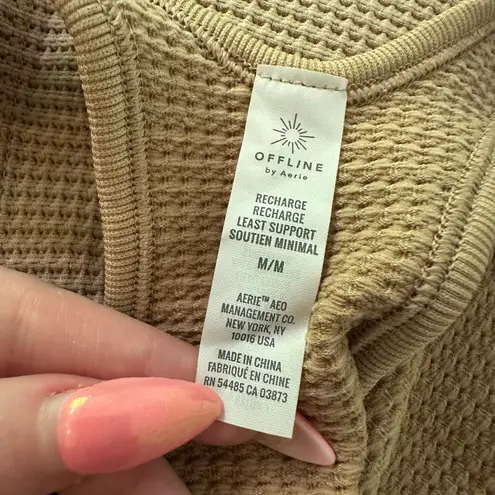 OFFLINE
by Aerie
RECHARGE
RECHARGE
LEAST SUPPORT
SOUTIEN MINIMAL
M/M
AERIE™ AEO
MANAGEMENT CO.
NEW YORK, NY
10016 USA
MADE IN CHINA
FABRIQUÉ EN CHINE
RN 54485 CA 03873